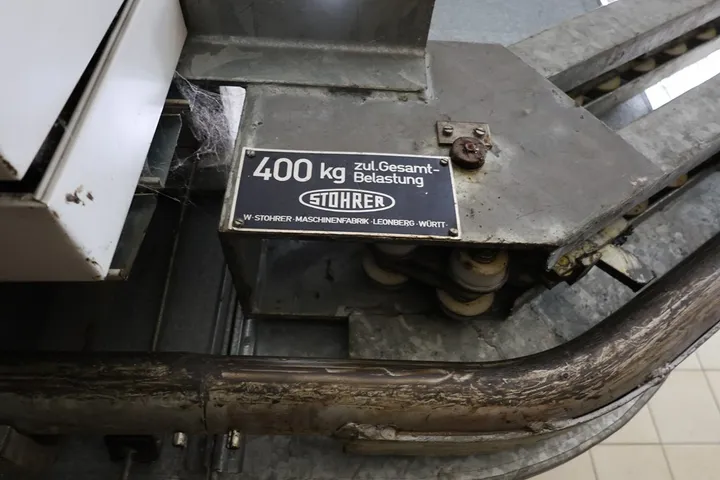 400 kg zul.Gesamt-
Belastung
STOHRER
W·STOHRER·MASCHINENFABRIK·LEONBERG·WÜRTT·